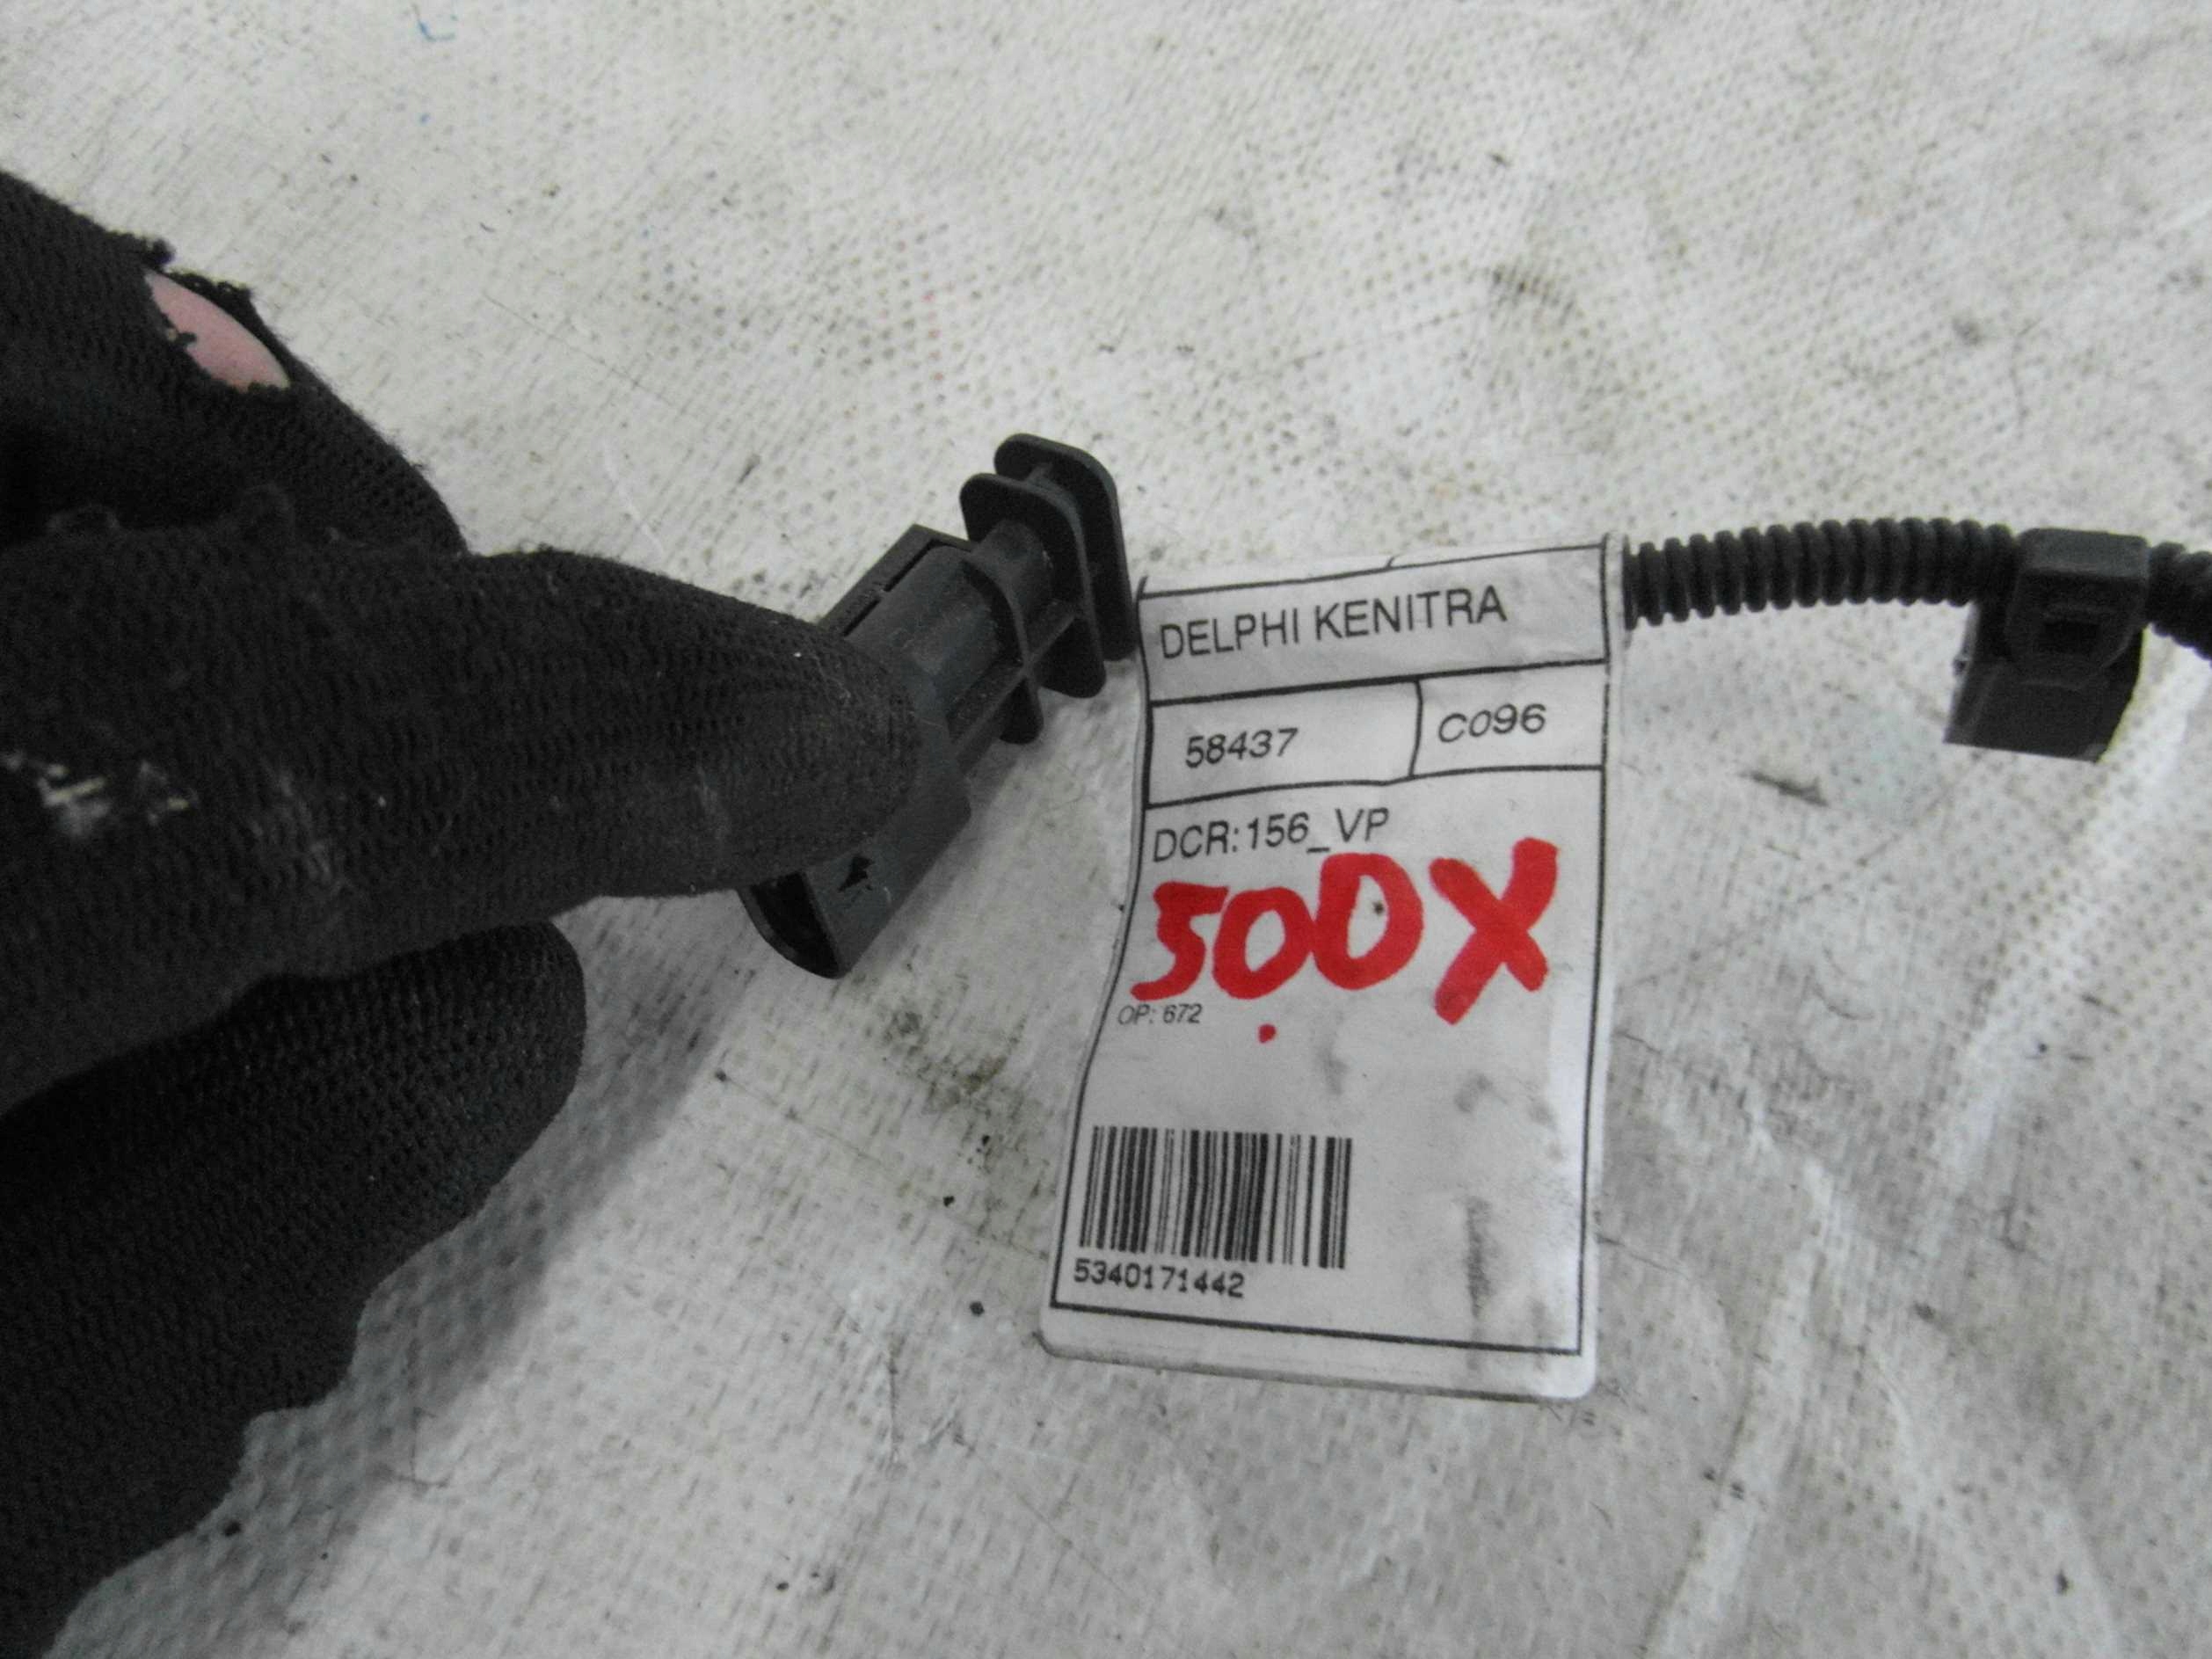 DELPHI KENITRA
58437 C096
DCR:156_VP
500X
OP: 672
5340171442